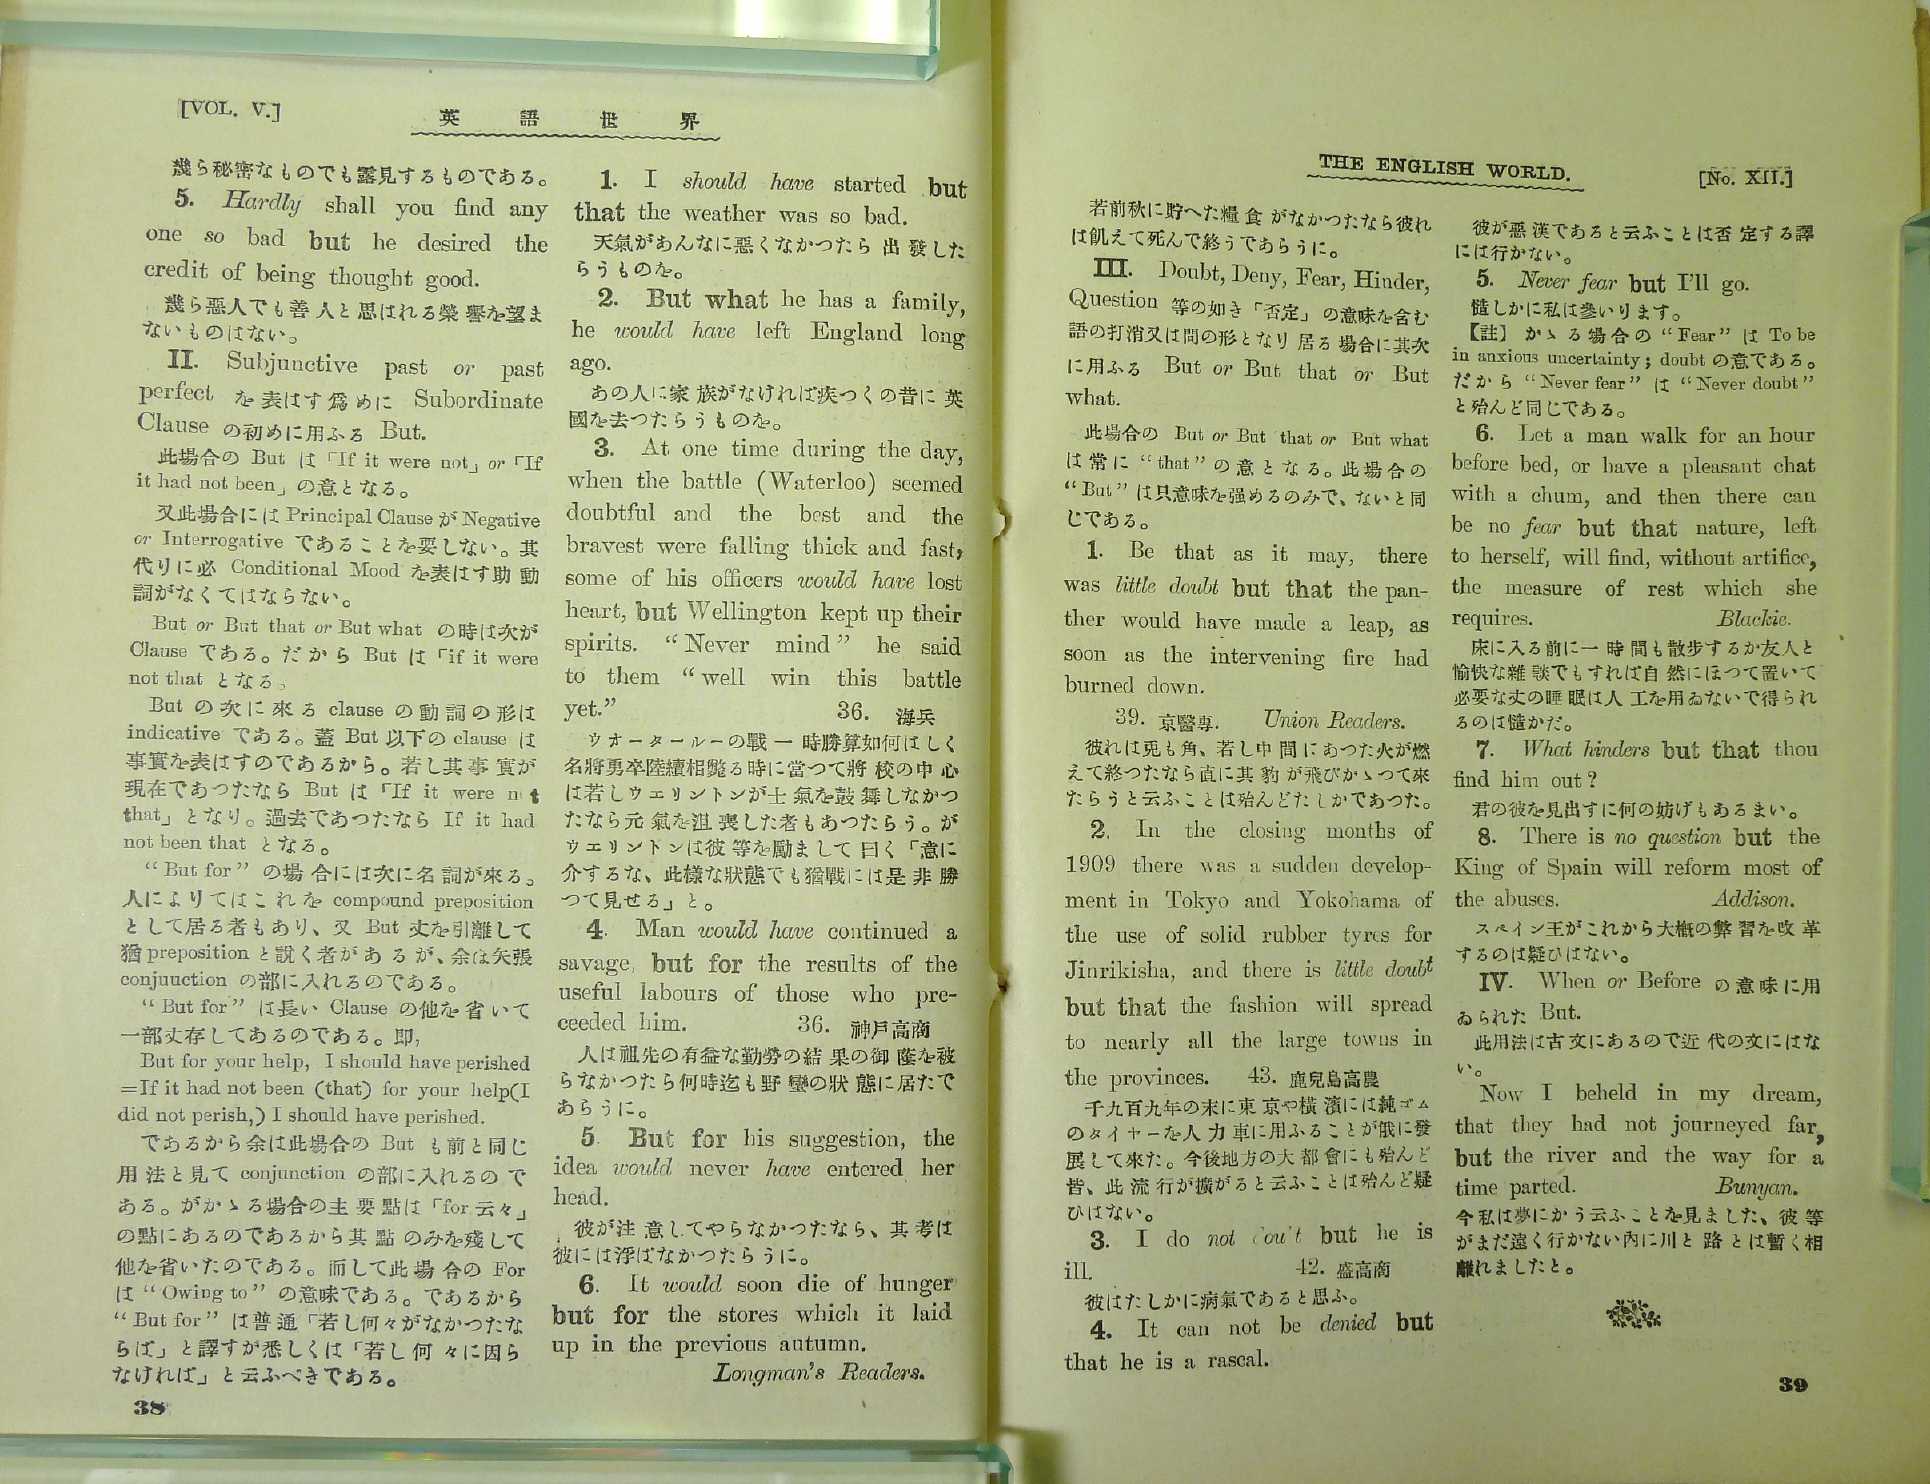 [VOL. V.]
英語世界
幾ら秘密なものでも露見するものである。
5. Hardly shall you find any
one so bad but he desired the
credit of being thought good.
幾ら惡人でも善人と思はれる榮譽を望ま
ないものはない。
II. Subjunctive past or past
perfect を表はす爲めに Subordinate
Clause の初めに用ふる But.
此場合の But は「If it were not」or「If
it had not been」の意となる。
又此場合には Principal Clause が Negative
or Interrogative であることを要しない。其
代りに必 Conditional Mood を表はす助動
詞がなくてはならない。
But or But that or But what の時は次が
Clause である。だから But は「if it were
not that となる。
But の次に來る clause の動詞の形は
indicative である。蓋 But 以下の clause は
事實を表はすのであるから。若し其事實が
現在であつたなら But は「If it were not
that」となり。過去であつたなら If it had
not been that となる。
"But for" の場合には次に名詞が來る。
人によりてはこれを compound preposition
として居る者もあり、又 But 丈を引離して
猶 preposition と説く者があるが、余は矢張
conjuuction の部に入れるのである。
"But for" は長い Clause の他を省いて
一部丈存してあるのである。即,
But for your help, I should have perished
=If it had not been (that) for your help(I
did not perish,) I should have perished.
であるから余は此場合の But も前と同じ
用法と見て conjunction の部に入れるので
ある。がかゝる場合の主要點は「for 云々」
の點にあるのであるから其點のみを殘して
他を省いたのである。而して此場合の For
は "Owing to" の意味である。であるから
"But for" は普通「若し何々がなかつたな
らば」と譯すが悉しくは「若し何々に因ら
なければ」と云ふべきである。
38
1. I should have started but
that the weather was so bad.
天氣があんなに惡くなかつたら出發した
らうものを。
2. But what he has a family,
he would have left England long
ago.
あの人に家族がなければ疾つくの昔に英
國を去つたらうものを。
3. At one time during the day,
when the battle (Waterloo) seemed
doubtful and the best and the
bravest were falling thick and fast,
some of his officers would have lost
heart, but Wellington kept up their
spirits. "Never mind" he said
to them "well win this battle
yet." 36. 海兵
ウオータールーの戰一時勝算如何はしく
名將勇卒陸續相斃る時に當つて將校の中心
は若しウエリントンが士氣を鼓舞しなかつ
たなら元氣を沮喪した者もあつたらう。が
ウエリントンは彼等を勵まして曰く「意に
介するな、此樣な狀態でも猶戰には是非勝
つて見せる」と。
4. Man would have continued a
savage, but for the results of the
useful labours of those who pre-
ceeded him. 36. 神戸高商
人は祖先の有益な勤勞の結果の御蔭を被
らなかつたら何時迄も野蠻の狀態に居たで
あらうに。
5. But for his suggestion, the
idea would never have entered her
head.
彼が注意してやらなかつたなら、其考は
彼には浮ばなかつたらうに。
6. It would soon die of hunger
but for the stores which it laid
up in the previous autumn.
Longman's Readers.
THE ENGLISH WORLD.
[No. XII.]
若前秋に貯へた糧食がなかつたなら彼れ
は飢えて死んで終うであらうに。
III. Doubt, Deny, Fear, Hinder,
Question 等の如き「否定」の意味を含む
語の打消又は問の形となり居る場合に其次
に用ふる But or But that or But
what.
此場合の But or But that or But what
は常に "that" の意となる。此場合の
"But" は只意味を强めるのみで、ないと同
じである。
1. Be that as it may, there
was little doubt but that the pan-
ther would have made a leap, as
soon as the intervening fire had
burned down.
39. 京醫專. Union Readers.
彼れは兎も角、若し中間にあつた火が燃
えて終つたなら直に其豹が飛びかゝつて來
たらうと云ふことは殆んどたしかであつた。
2. In the closing months of
1909 there was a sudden develop-
ment in Tokyo and Yokohama of
the use of solid rubber tyres for
Jinrikisha, and there is little doubt
but that the fashion will spread
to nearly all the large towns in
the provinces. 43. 鹿兒島高農
千九百九年の末に東京や橫濱には純ゴム
のタイヤーを人力車に用ふることが俄に發
展して來た。今後地方の大都會にも殆んど
皆、此流行が擴がると云ふことは殆んど疑
ひはない。
3. I do not but he is
ill. 42. 盛高商
彼はたしかに病氣であると思ふ。
4. It can not be denied but
that he is a rascal.
彼が惡漢であると云ふことは否定する譯
には行かない。
5. Never fear but I'll go.
慥しかに私は參いります。
【註】 かゝる場合の "Fear" は To be
in anxious uncertainty; doubt の意である。
だから "Never fear" は "Never doubt"
と殆んど同じである。
6. Let a man walk for an hour
before bed, or have a pleasant chat
with a chum, and then there can
be no fear but that nature, left
to herself, will find, without artifice,
the measure of rest which she
requires. Blackie.
床に入る前に一時間も散歩するか友人と
愉快な雜談でもすれば自然にほつて置いて
必要な丈の睡眠は人工を用ゐないで得られ
るのは慥かだ。
7. What hinders but that thou
find him out?
君の彼を見出すに何の妨げもあるまい。
8. There is no question but the
King of Spain will reform most of
the abuses. Addison.
スペイン王がこれから大槪の弊習を改革
するのは疑ひはない。
IV. When or Before の意味に用
ゐられた But.
此用法は古文にあるので近代の文にはな
い。
Now I beheld in my dream,
that they had not journeyed far,
but the river and the way for a
time parted. Bunyan.
今私は夢にかう云ふことを見ました、彼等
がまだ遠く行かない內に川と路とは暫く相
離れましたと。
39